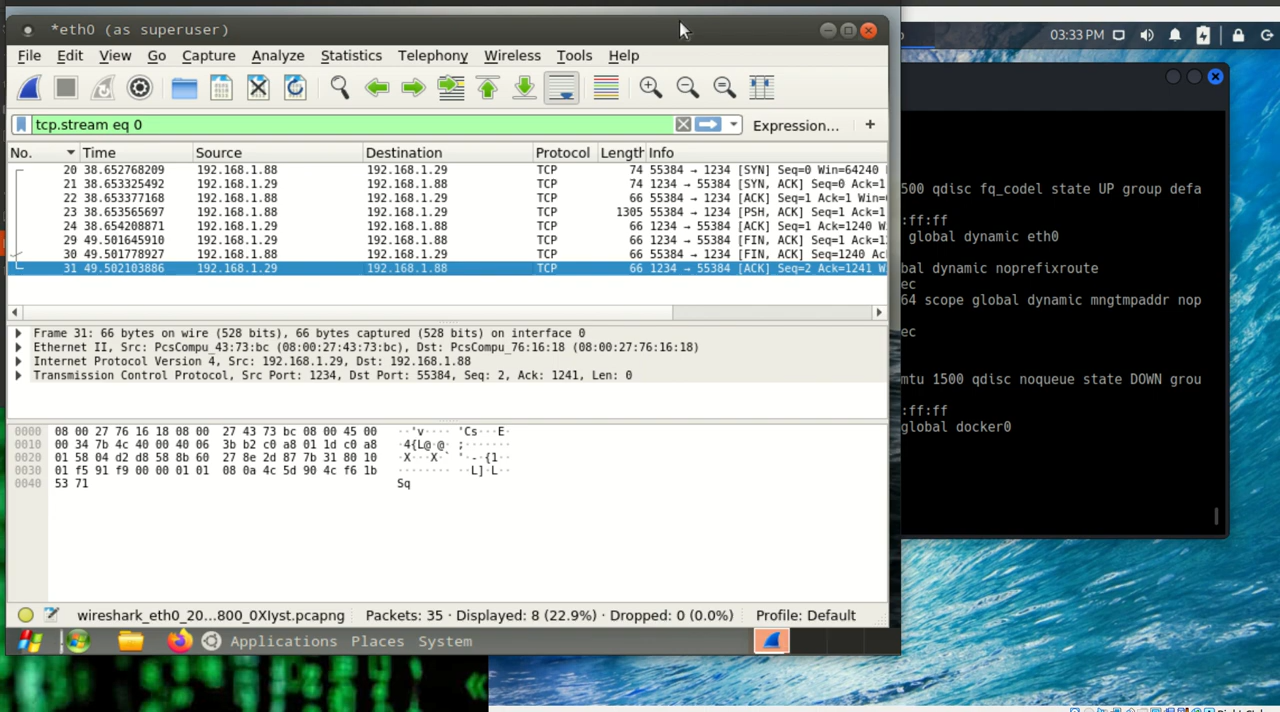 *eth0 (as superuser)
File Edit View Go Capture Analyze Statistics Telephony Wireless Tools Help
tcp.stream eq 0
Expression... +
No. Time Source Destination Protocol Length Info
20 38.652768209 192.168.1.88 192.168.1.29 TCP 74 55384 → 1234 [SYN] Seq=0 Win=64240
21 38.653325492 192.168.1.29 192.168.1.88 TCP 74 1234 → 55384 [SYN, ACK] Seq=0 Ack=1
22 38.653377168 192.168.1.88 192.168.1.29 TCP 66 55384 → 1234 [ACK] Seq=1 Ack=1 Win=
23 38.653565697 192.168.1.88 192.168.1.29 TCP 1305 55384 → 1234 [PSH, ACK] Seq=1 Ack=1
24 38.654208871 192.168.1.29 192.168.1.88 TCP 66 1234 → 55384 [ACK] Seq=1 Ack=1240 W
29 49.501645910 192.168.1.29 192.168.1.88 TCP 66 1234 → 55384 [FIN, ACK] Seq=1 Ack=1
30 49.501778927 192.168.1.88 192.168.1.29 TCP 66 55384 → 1234 [FIN, ACK] Seq=1240 Ac
31 49.502103886 192.168.1.29 192.168.1.88 TCP 66 1234 → 55384 [ACK] Seq=2 Ack=1241 W
Frame 31: 66 bytes on wire (528 bits), 66 bytes captured (528 bits) on interface 0
Ethernet II, Src: PcsCompu_43:73:bc (08:00:27:43:73:bc), Dst: PcsCompu_76:16:18 (08:00:27:76:16:18)
Internet Protocol Version 4, Src: 192.168.1.29, Dst: 192.168.1.88
Transmission Control Protocol, Src Port: 1234, Dst Port: 55384, Seq: 2, Ack: 1241, Len: 0
0000 08 00 27 76 16 18 08 00 27 43 73 bc 08 00 45 00 ··'v···· 'Cs···E·
0010 00 34 7b 4c 40 00 40 06 3b b2 c0 a8 01 1d c0 a8 ·4{L@·@· ;·······
0020 01 58 04 d2 d8 58 8b 60 27 8e 2d 87 7b 31 80 10 ·X···X·` '·-·{1··
0030 01 f5 91 f9 00 00 01 01 08 0a 4c 5d 90 4c f6 1b ········ ··L]·L··
0040 53 71 Sq
wireshark_eth0_20...800_0XIyst.pcapng Packets: 35 · Displayed: 8 (22.9%) · Dropped: 0 (0.0%) Profile: Default
Applications Places System
03:33 PM
500 qdisc fq_codel state UP group defa
:ff:ff
global dynamic eth0
bal dynamic noprefixroute
ec
64 scope global dynamic mngtmpaddr nop
ec
mtu 1500 qdisc noqueue state DOWN grou
:ff:ff
global docker0